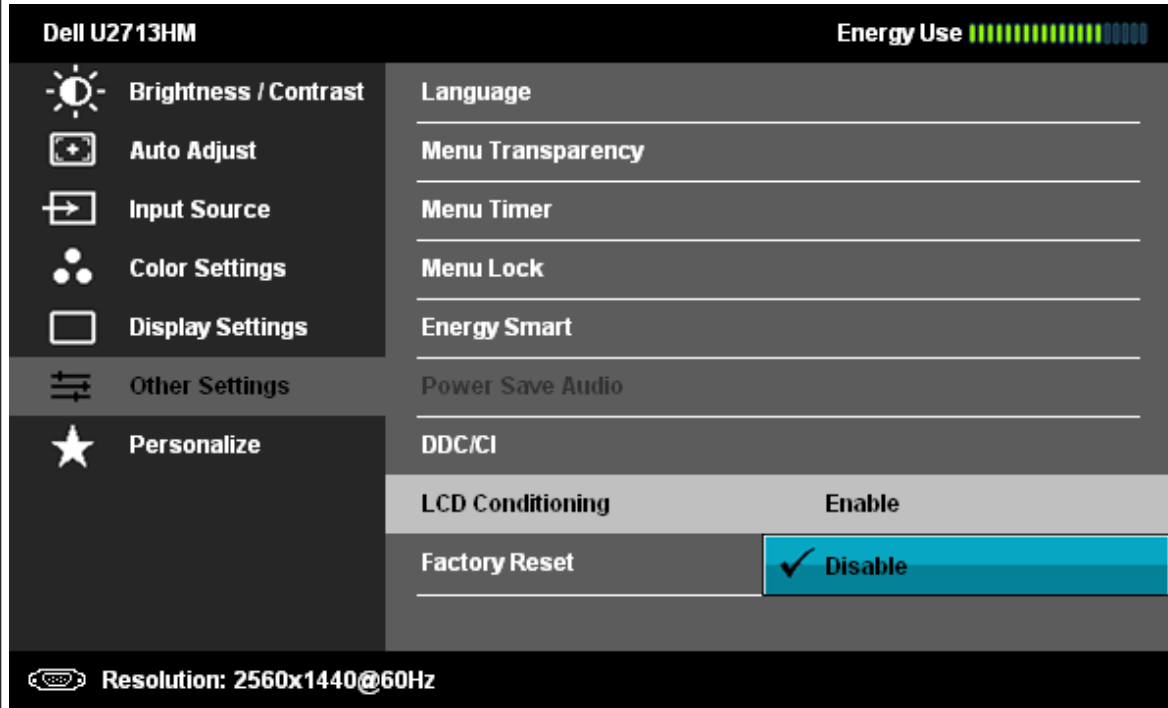 Dell U2713HM Energy Use
Brightness / Contrast Language
Auto Adjust Menu Transparency
Input Source Menu Timer
Color Settings Menu Lock
Display Settings Energy Smart
Other Settings Power Save Audio
Personalize DDC/CI
LCD Conditioning Enable
Factory Reset Disable
Resolution: 2560x1440@60Hz